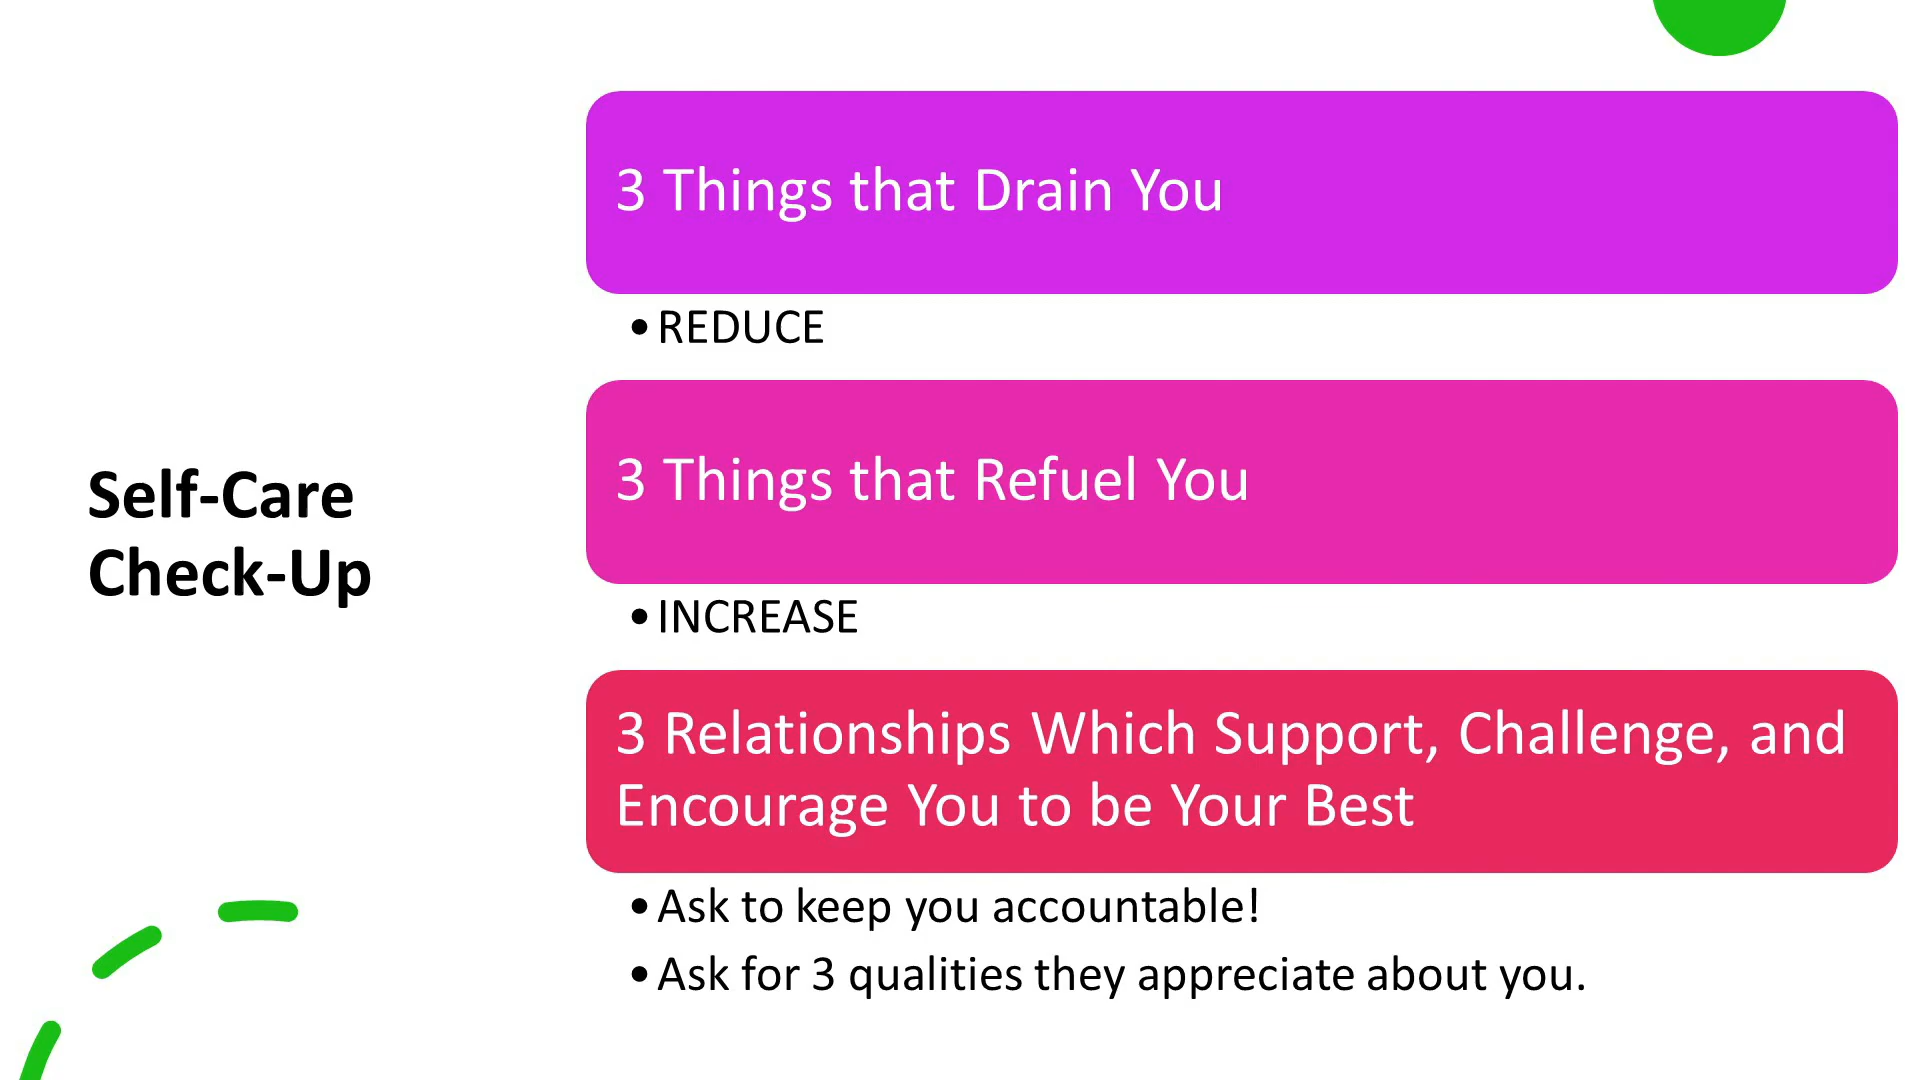 Self-Care
Check-Up
3 Things that Drain You
• REDUCE
3 Things that Refuel You
• INCREASE
3 Relationships Which Support, Challenge, and
Encourage You to be Your Best
• Ask to keep you accountable!
• Ask for 3 qualities they appreciate about you.